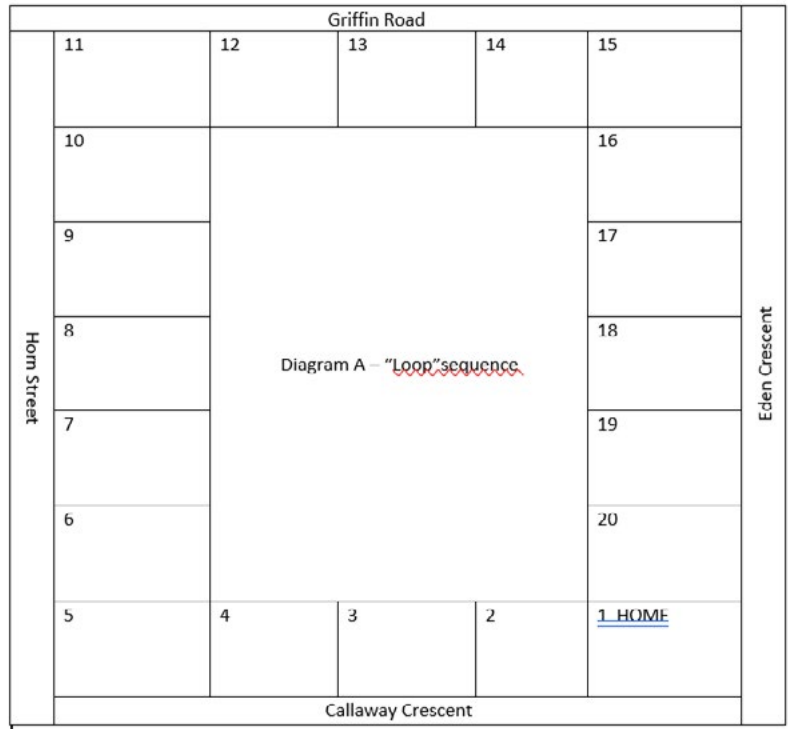 Griffin Road
11 12 13 14 15
10 16
9 17
8 18
Diagram A – “Loop”sequence
Horn Street
Eden Crescent
7 19
6 20
5 4 3 2 1 HOME
Callaway Crescent